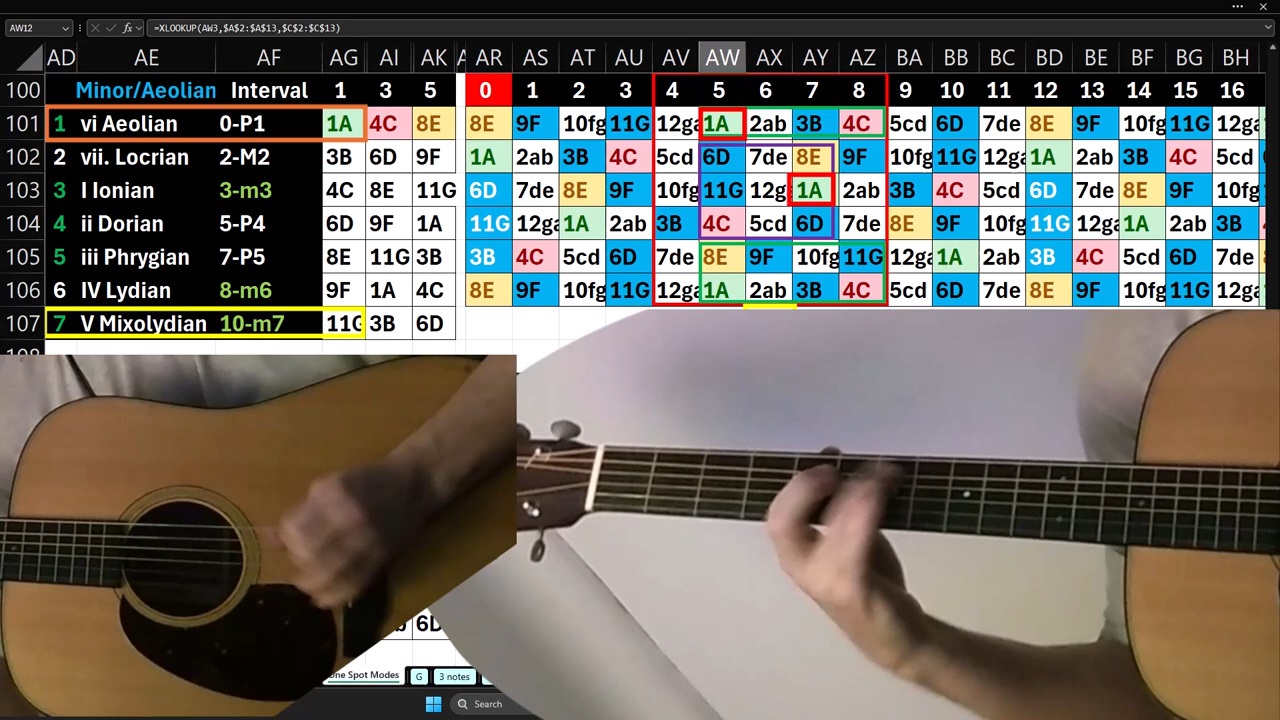 AW12 fx =XLOOKUP(AW3,$A$2:$A$13,$C$2:$C$13)
AD AE AF AG AI AK AR AS AT AU AV AW AX AY AZ BA BB BC BD BE BF BG BH
100 Minor/Aeolian Interval 1 3 5 0 1 2 3 4 5 6 7 8 9 10 11 12 13 14 15 16
101 1 vi Aeolian 0-P1 1A 4C 8E 8E 9F 10fg 11G 12ga 1A 2ab 3B 4C 5cd 6D 7de 8E 9F 10fg 11G 12ga
102 2 vii. Locrian 2-M2 3B 6D 9F 1A 2ab 3B 4C 5cd 6D 7de 8E 9F 10fg 11G 12ga 1A 2ab 3B 4C 5cd
103 3 I Ionian 3-m3 4C 8E 11G 6D 7de 8E 9F 10fg 11G 12g 1A 2ab 3B 4C 5cd 6D 7de 8E 9F 10fg
104 4 ii Dorian 5-P4 6D 9F 1A 11G 12ga 1A 2ab 3B 4C 5cd 6D 7de 8E 9F 10fg 11G 12ga 1A 2ab 3B
105 5 iii Phrygian 7-P5 8E 11G 3B 3B 4C 5cd 6D 7de 8E 9F 10fg 11G 12ga 1A 2ab 3B 4C 5cd 6D 7de
106 6 IV Lydian 8-m6 9F 1A 4C 8E 9F 10fg 11G 12ga 1A 2ab 3B 4C 5cd 6D 7de 8E 9F 10fg 11G 12ga
107 7 V Mixolydian 10-m7 11G 3B 6D
6D
One Spot Modes G 3 notes
Search